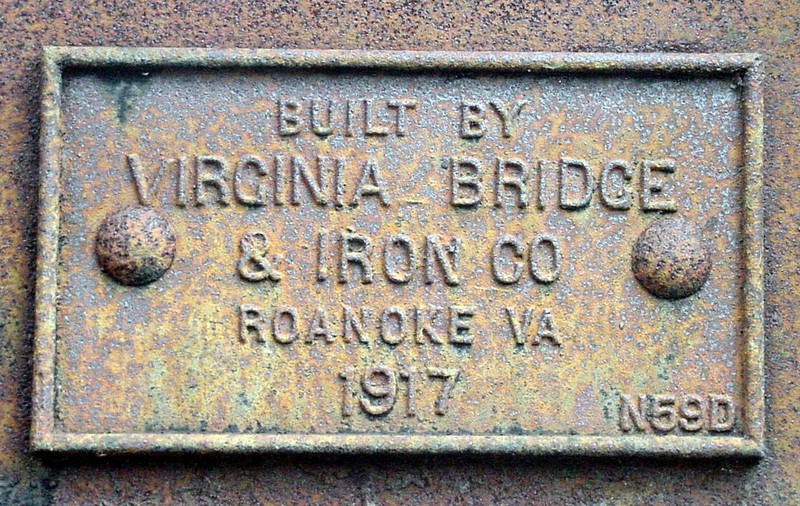 BUILT BY
VIRGINIA BRIDGE
& IRON CO
ROANOKE VA
1917
N59D